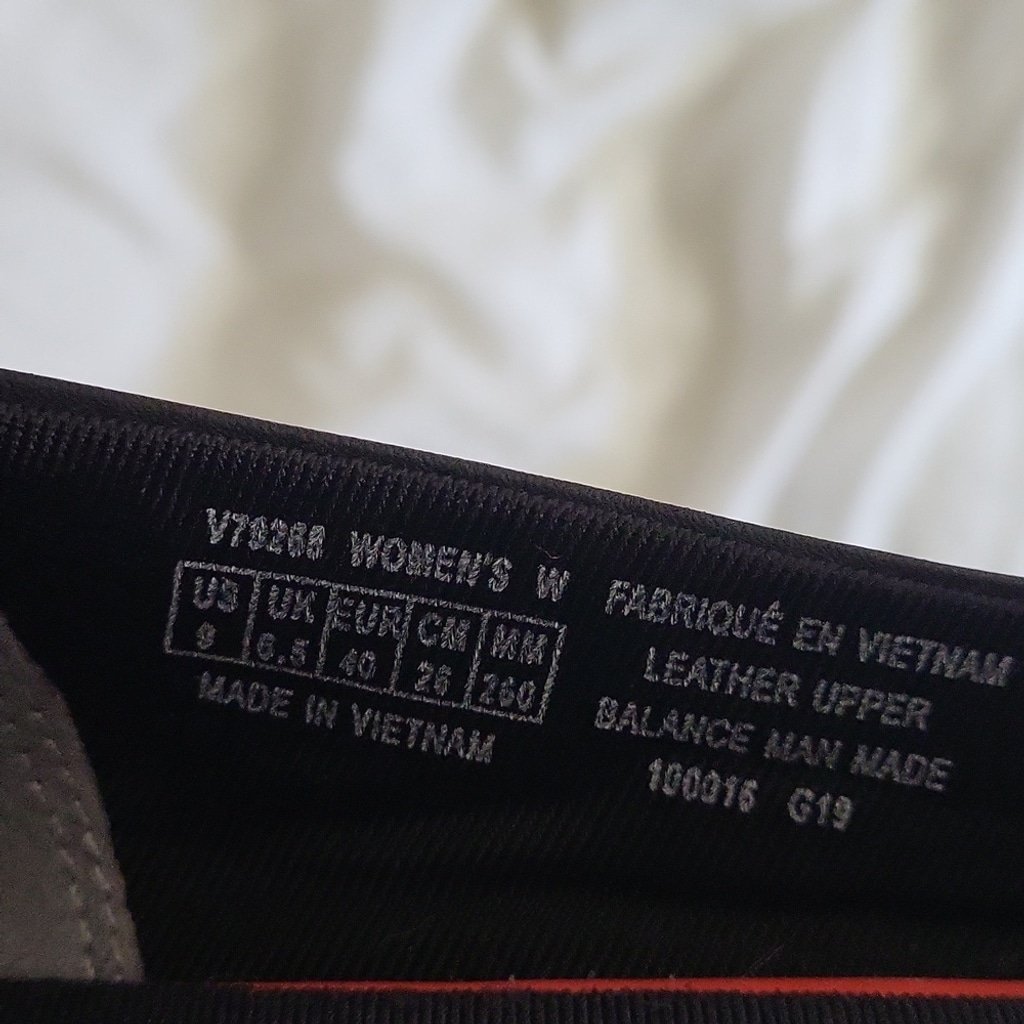 WOMEN'S W
US UK EUR CM MM
9 6.5 40 26 260
MADE IN VIETNAM
FABRIQUÉ EN VIETNAM
LEATHER UPPER
BALANCE MAN MADE
100016 G19